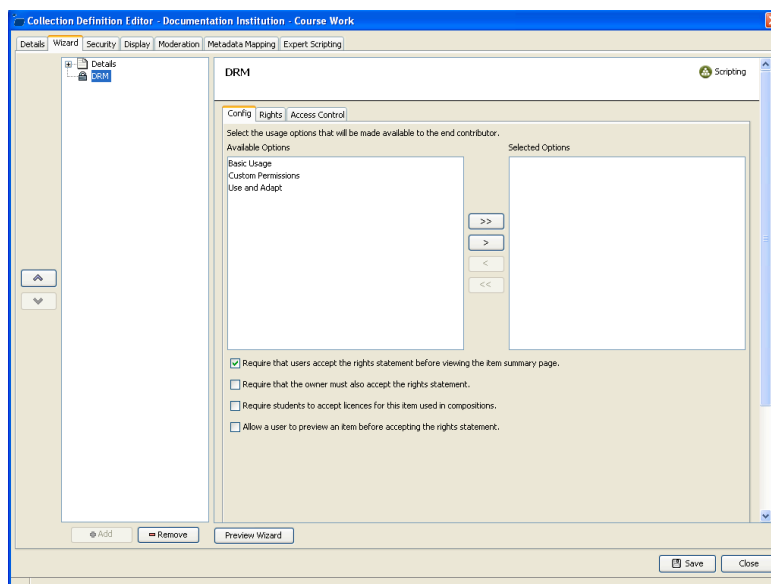 Collection Definition Editor - Documentation Institution - Course Work
Details Wizard Security Display Moderation Metadata Mapping Expert Scripting
Details
DRM
DRM
Scripting
Config Rights Access Control
Select the usage options that will be made available to the end contributor.
Available Options
Selected Options
Basic Usage
Custom Permissions
Use and Adapt
>>
>
<
<<
Require that users accept the rights statement before viewing the item summary page.
Require that the owner must also accept the rights statement.
Require students to accept licences for this item used in compositions.
Allow a user to preview an item before accepting the rights statement.
Add Remove Preview Wizard
Save Close